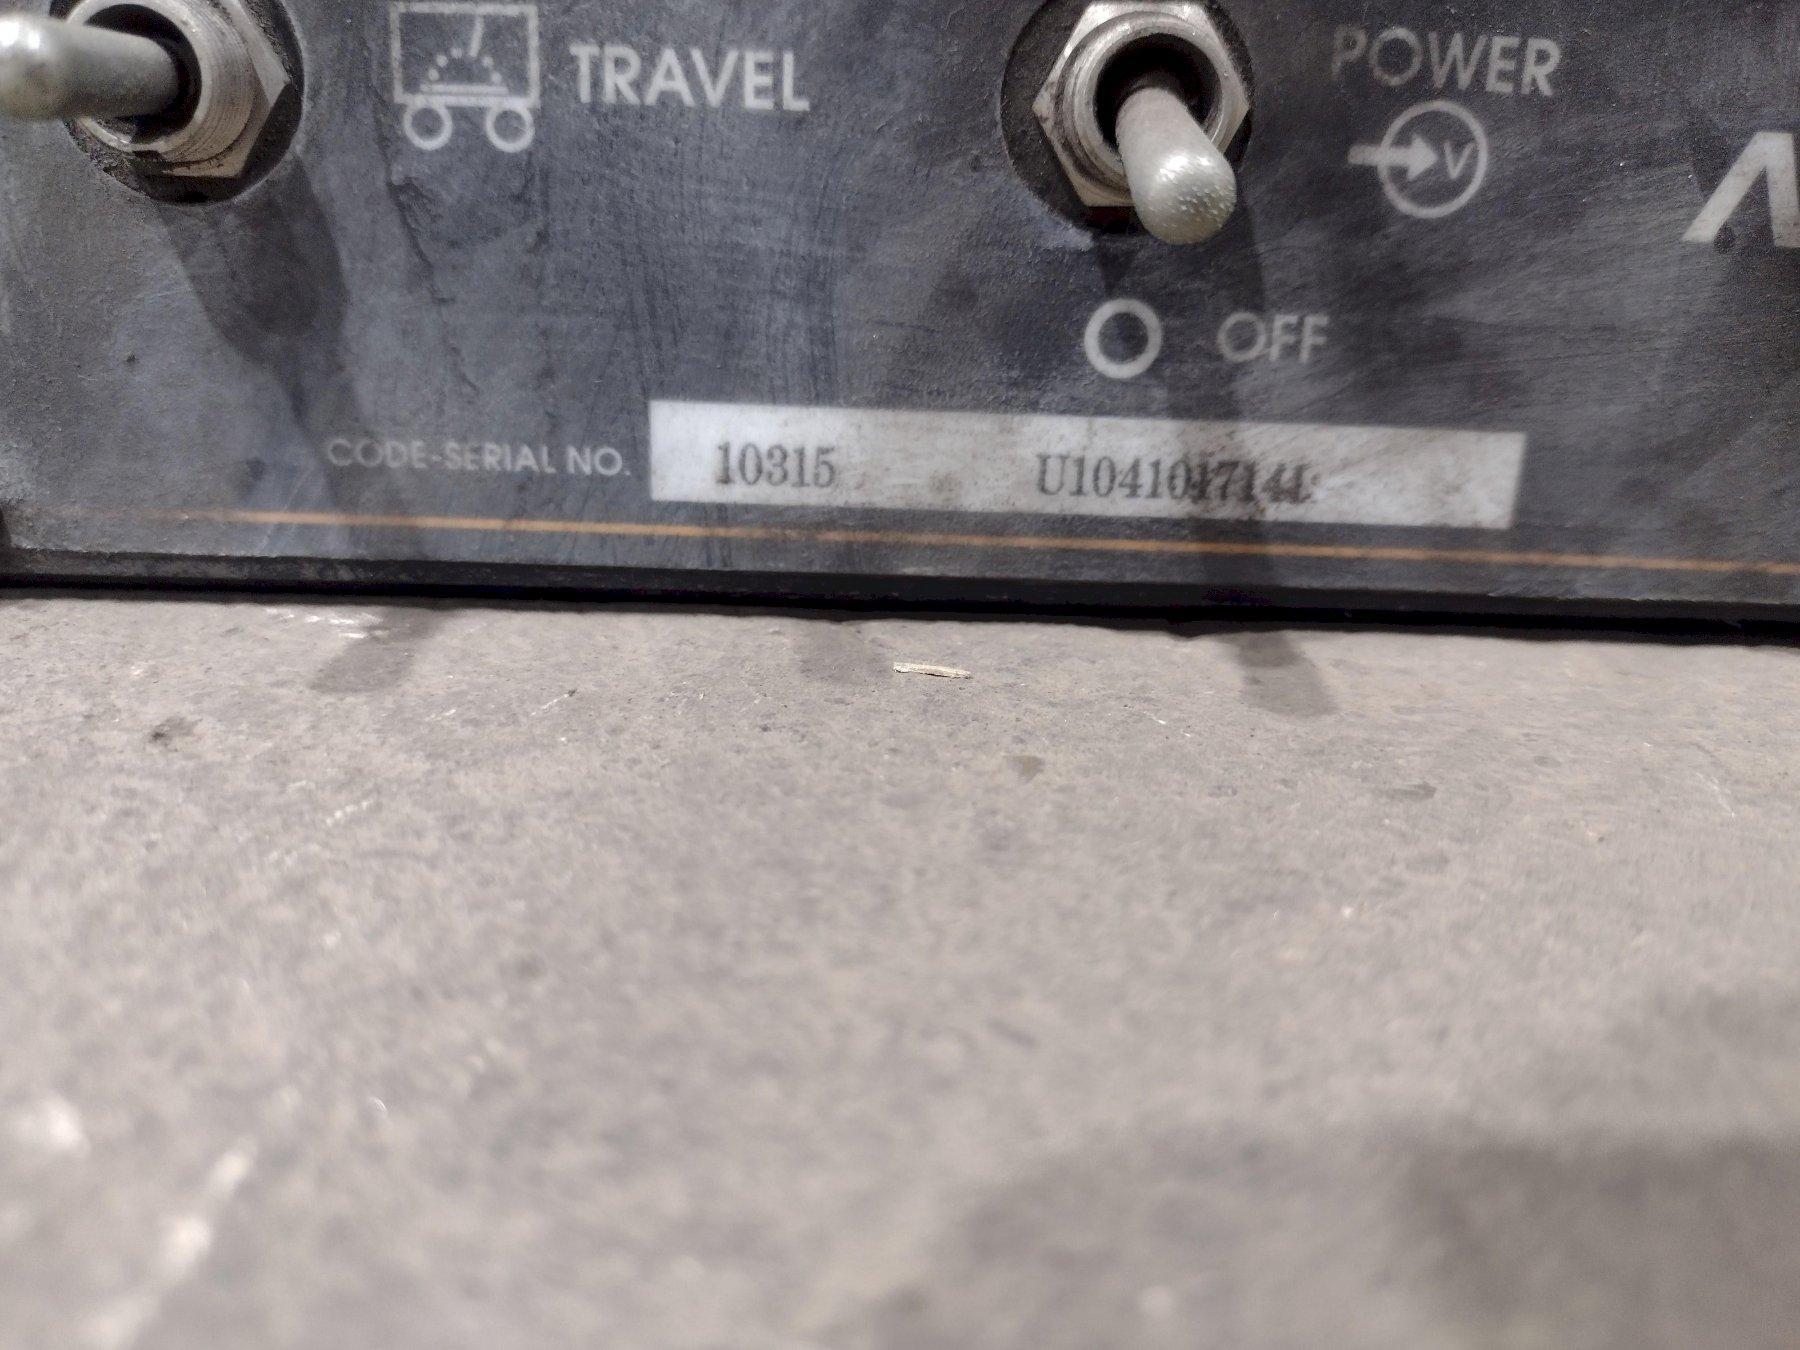 TRAVEL
POWER
V
OFF
CODE-SERIAL NO. 10315